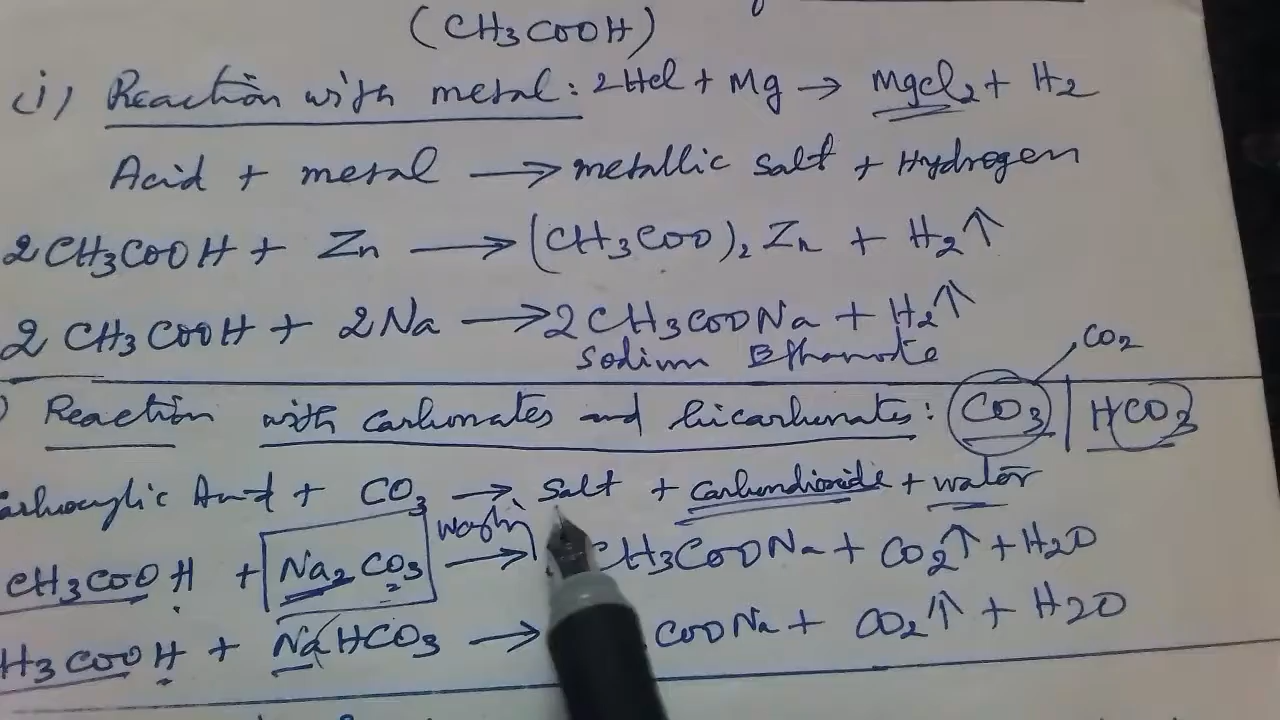 (CH3COOH)
(i) Reaction with metal: 2Hcl + Mg → Mgcl2 + H2
Acid + metal → metallic salt + Hydrogen
2CH3COOH + Zn → (CH3COO)2 Zn + H2↑
2 CH3COOH + 2Na → 2CH3COONa + H2↑
Sodium Ethanote
CO2
) Reaction with carbonates and bicarbonates: CO3 | HCO3
Carboxylic Acid + CO3 → Salt + Carbondioxide + water
CH3COOH + Na2CO3 → CH3COONa + CO2↑ + H2O
H3COOH + NaHCO3 → COONa + CO2↑ + H2O